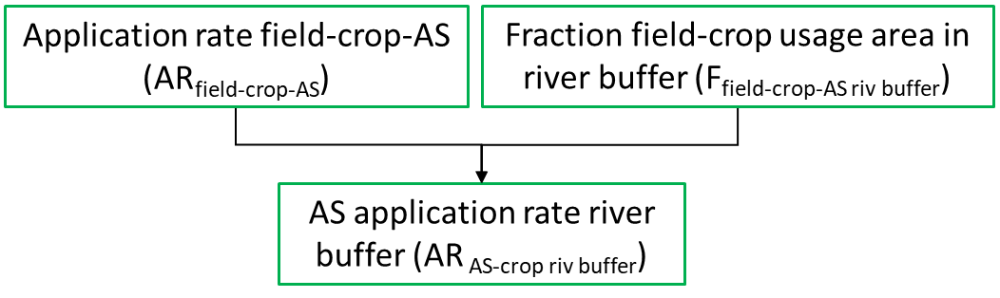 Application rate field-crop-AS
(ARfield-crop-AS)
Fraction field-crop usage area in
river buffer (Ffield-crop-AS riv buffer)
AS application rate river
buffer (AR AS-crop riv buffer)